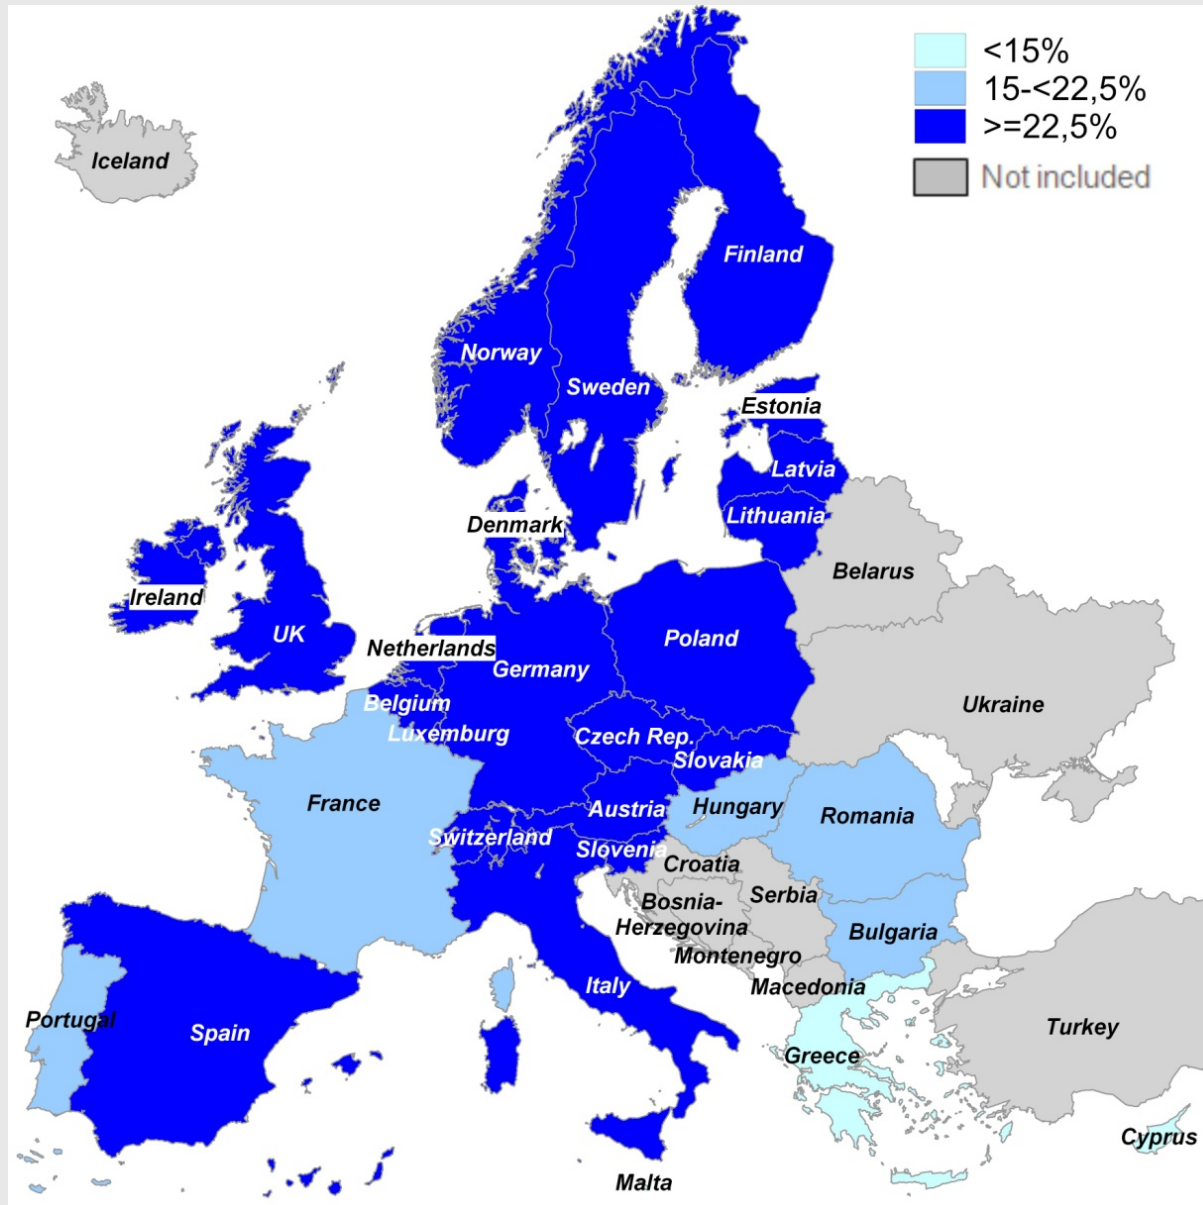 <15%
15-<22,5%
>=22,5%
Not included
Iceland
Finland
Norway
Sweden
Estonia
Latvia
Lithuania
Denmark
Belarus
Ireland
UK
Netherlands
Poland
Germany
Belgium
Luxemburg
Ukraine
Czech Rep.
Slovakia
France
Austria
Hungary
Romania
Switzerland
Slovenia
Croatia
Serbia
Bosnia-
Herzegovina
Bulgaria
Montenegro
Macedonia
Italy
Portugal
Spain
Turkey
Greece
Cyprus
Malta